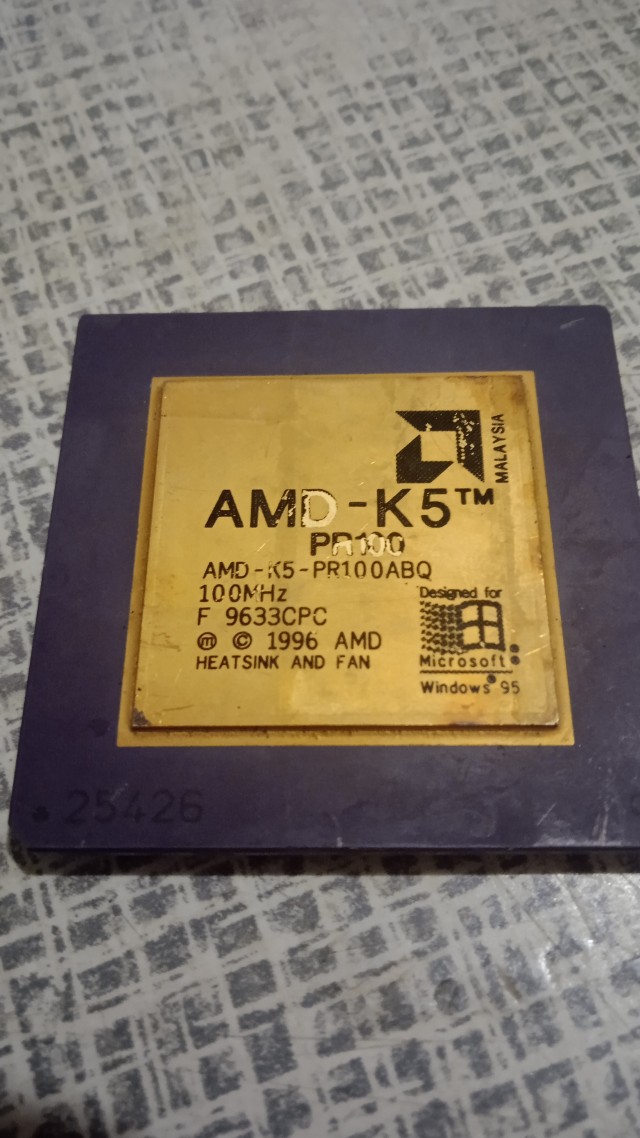 MALAYSIA
AMD-K5™
PR100
AMD-K5-PR100ABQ
100MHz
F 9633CPC
ⓜ © 1996 AMD
HEATSINK AND FAN
Designed for
Microsoft®
Windows® 95
25426